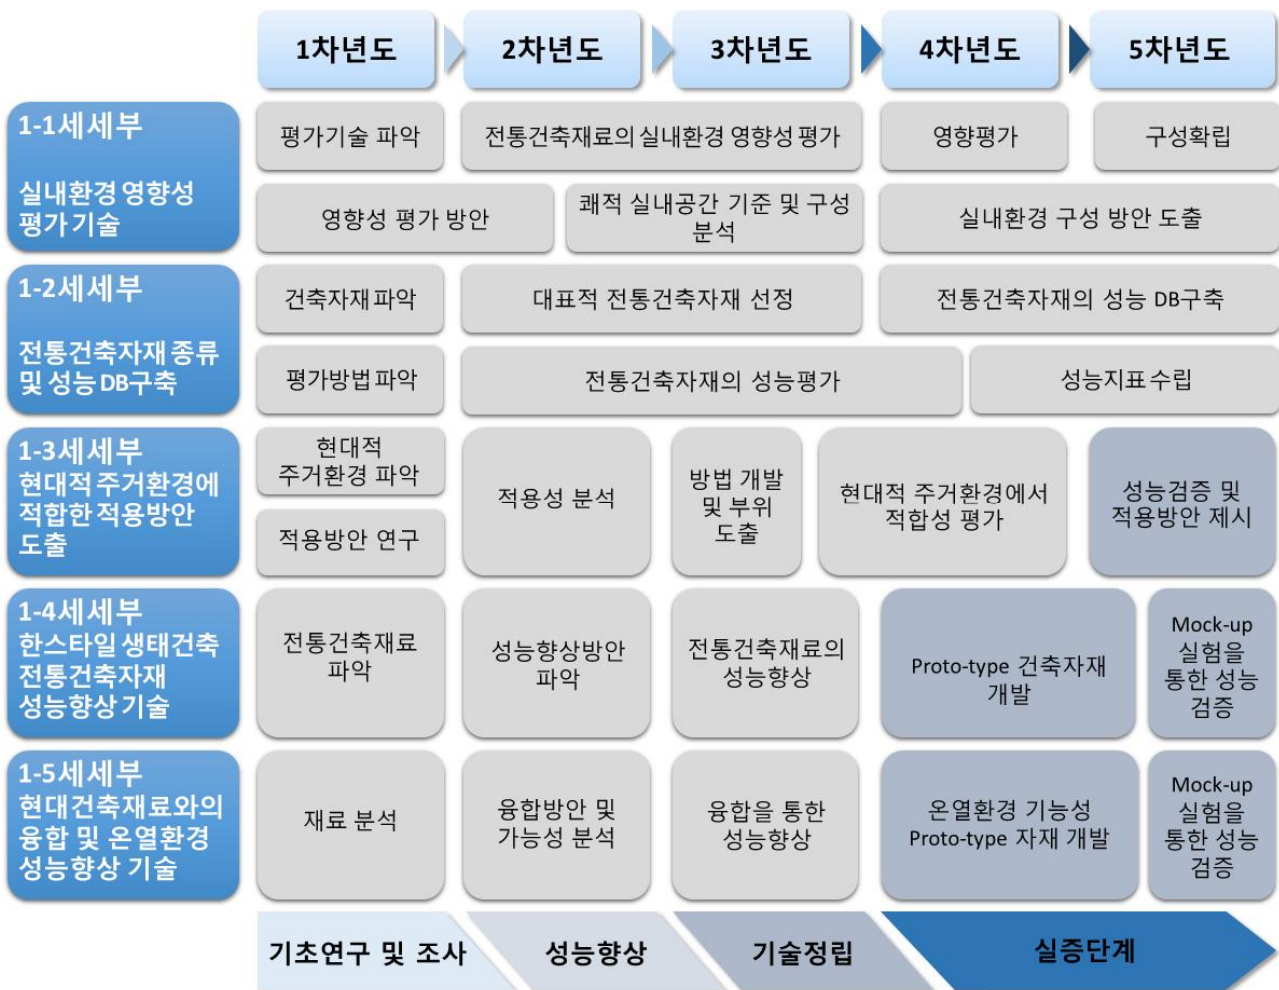 1차년도
2차년도
3차년도
4차년도
5차년도
1-1세세부
실내환경 영향성
평가 기술
평가기술 파악
전통건축재료의 실내환경 영향성 평가
영향평가
구성확립
영향성 평가 방안
쾌적 실내공간 기준 및 구성
분석
실내환경 구성 방안 도출
1-2세세부
전통건축자재 종류
및 성능 DB구축
건축자재 파악
대표적 전통건축자재 선정
전통건축자재의 성능 DB구축
평가방법 파악
전통건축자재의 성능평가
성능지표 수립
1-3세세부
현대적 주거환경에
적합한 적용방안
도출
현대적
주거환경 파악
적용방안 연구
적용성 분석
방법 개발
및 부위
도출
현대적 주거환경에서
적합성 평가
성능검증 및
적용방안 제시
1-4세세부
한스타일 생태건축
전통건축자재
성능향상 기술
전통건축재료
파악
성능향상방안
파악
전통건축재료의
성능향상
Proto-type 건축자재
개발
Mock-up
실험을
통한 성능
검증
1-5세세부
현대건축재료와의
융합 및 온열환경
성능향상 기술
재료 분석
융합방안 및
가능성 분석
융합을 통한
성능향상
온열환경 기능성
Proto-type 자재 개발
Mock-up
실험을
통한 성능
검증
기초연구 및 조사
성능향상
기술정립
실증단계